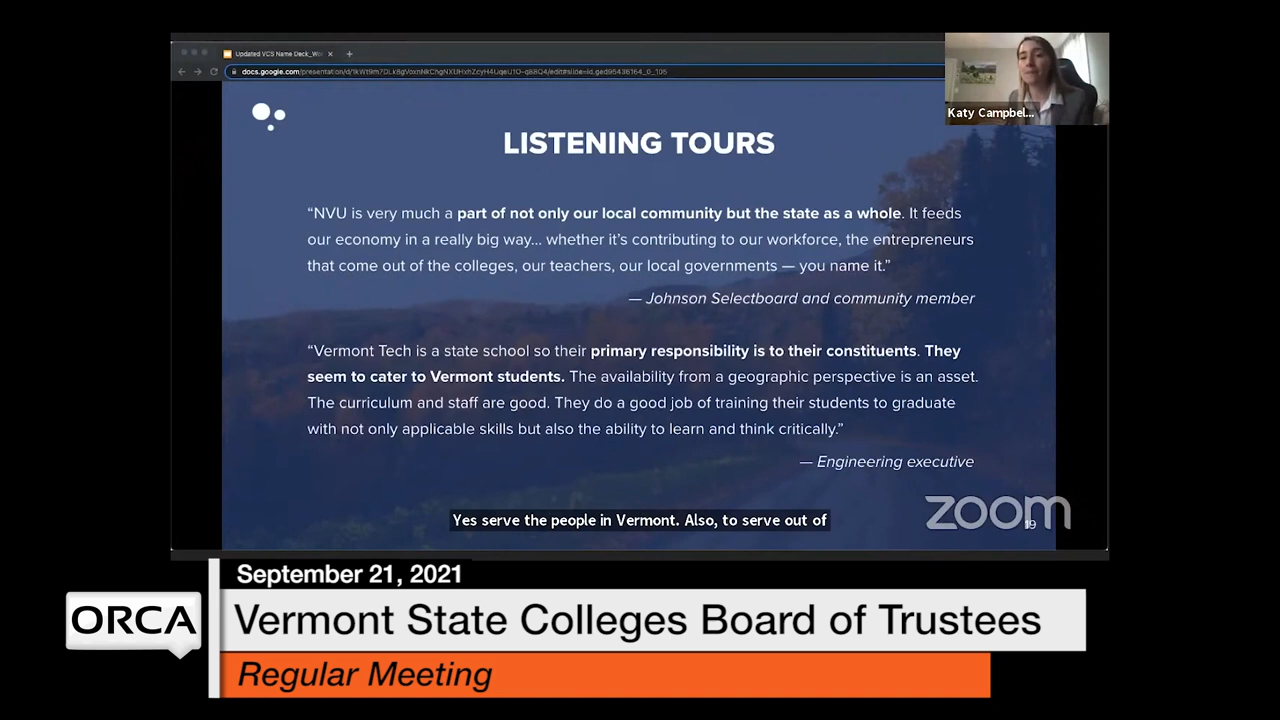 Updated VCS Name Deck_Wo
docs.google.com/presentation/d/
Katy Campbel...
LISTENING TOURS
“NVU is very much a part of not only our local community but the state as a whole. It feeds
our economy in a really big way... whether it’s contributing to our workforce, the entrepreneurs
that come out of the colleges, our teachers, our local governments — you name it.”
— Johnson Selectboard and community member
“Vermont Tech is a state school so their primary responsibility is to their constituents. They
seem to cater to Vermont students. The availability from a geographic perspective is an asset.
The curriculum and staff are good. They do a good job of training their students to graduate
with not only applicable skills but also the ability to learn and think critically.”
— Engineering executive
zoom
19
Yes serve the people in Vermont. Also, to serve out of
September 21, 2021
ORCA
Vermont State Colleges Board of Trustees
Regular Meeting